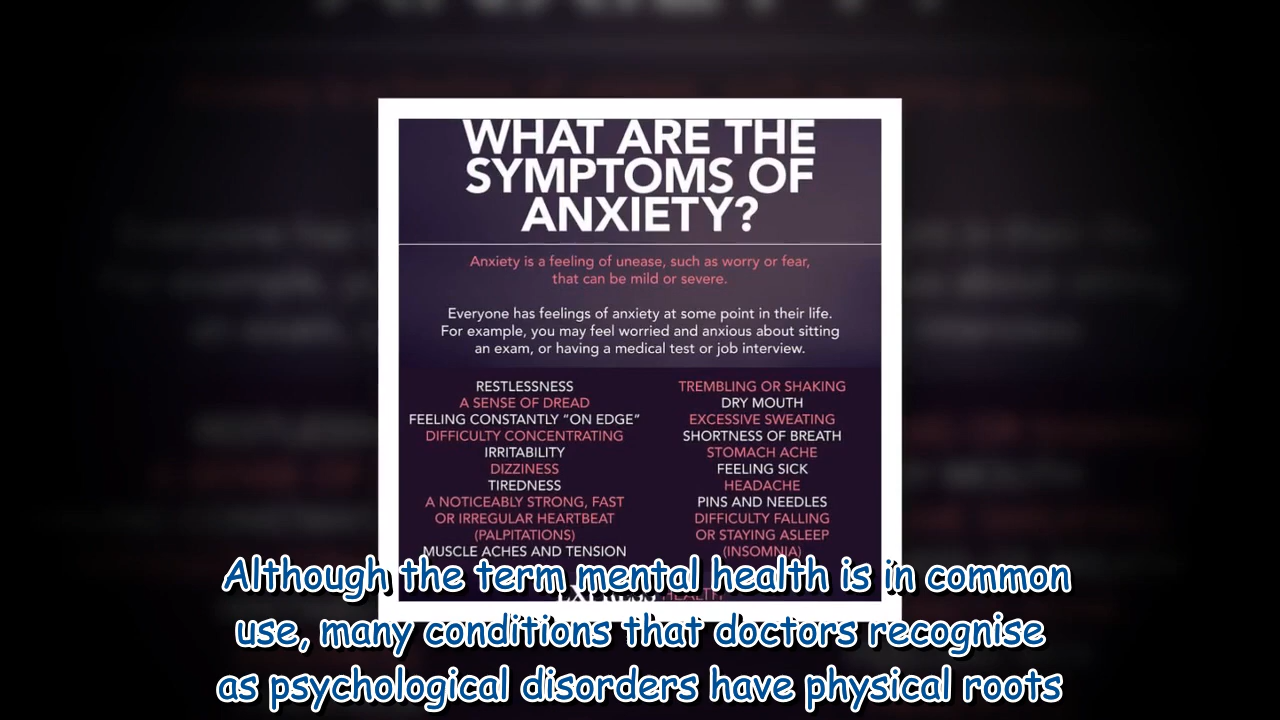 WHAT ARE THE
SYMPTOMS OF
ANXIETY?
Anxiety is a feeling of unease, such as worry or fear,
that can be mild or severe.
Everyone has feelings of anxiety at some point in their life.
For example, you may feel worried and anxious about sitting
an exam, or having a medical test or job interview.
RESTLESSNESS
A SENSE OF DREAD
FEELING CONSTANTLY “ON EDGE”
DIFFICULTY CONCENTRATING
IRRITABILITY
DIZZINESS
TIREDNESS
A NOTICEABLY STRONG, FAST
OR IRREGULAR HEARTBEAT
(PALPITATIONS)
MUSCLE ACHES AND TENSION
TREMBLING OR SHAKING
DRY MOUTH
EXCESSIVE SWEATING
SHORTNESS OF BREATH
STOMACH ACHE
FEELING SICK
HEADACHE
PINS AND NEEDLES
DIFFICULTY FALLING
OR STAYING ASLEEP
(INSOMNIA)
HEALTH
Although the term mental health is in common
use, many conditions that doctors recognise
as psychological disorders have physical roots